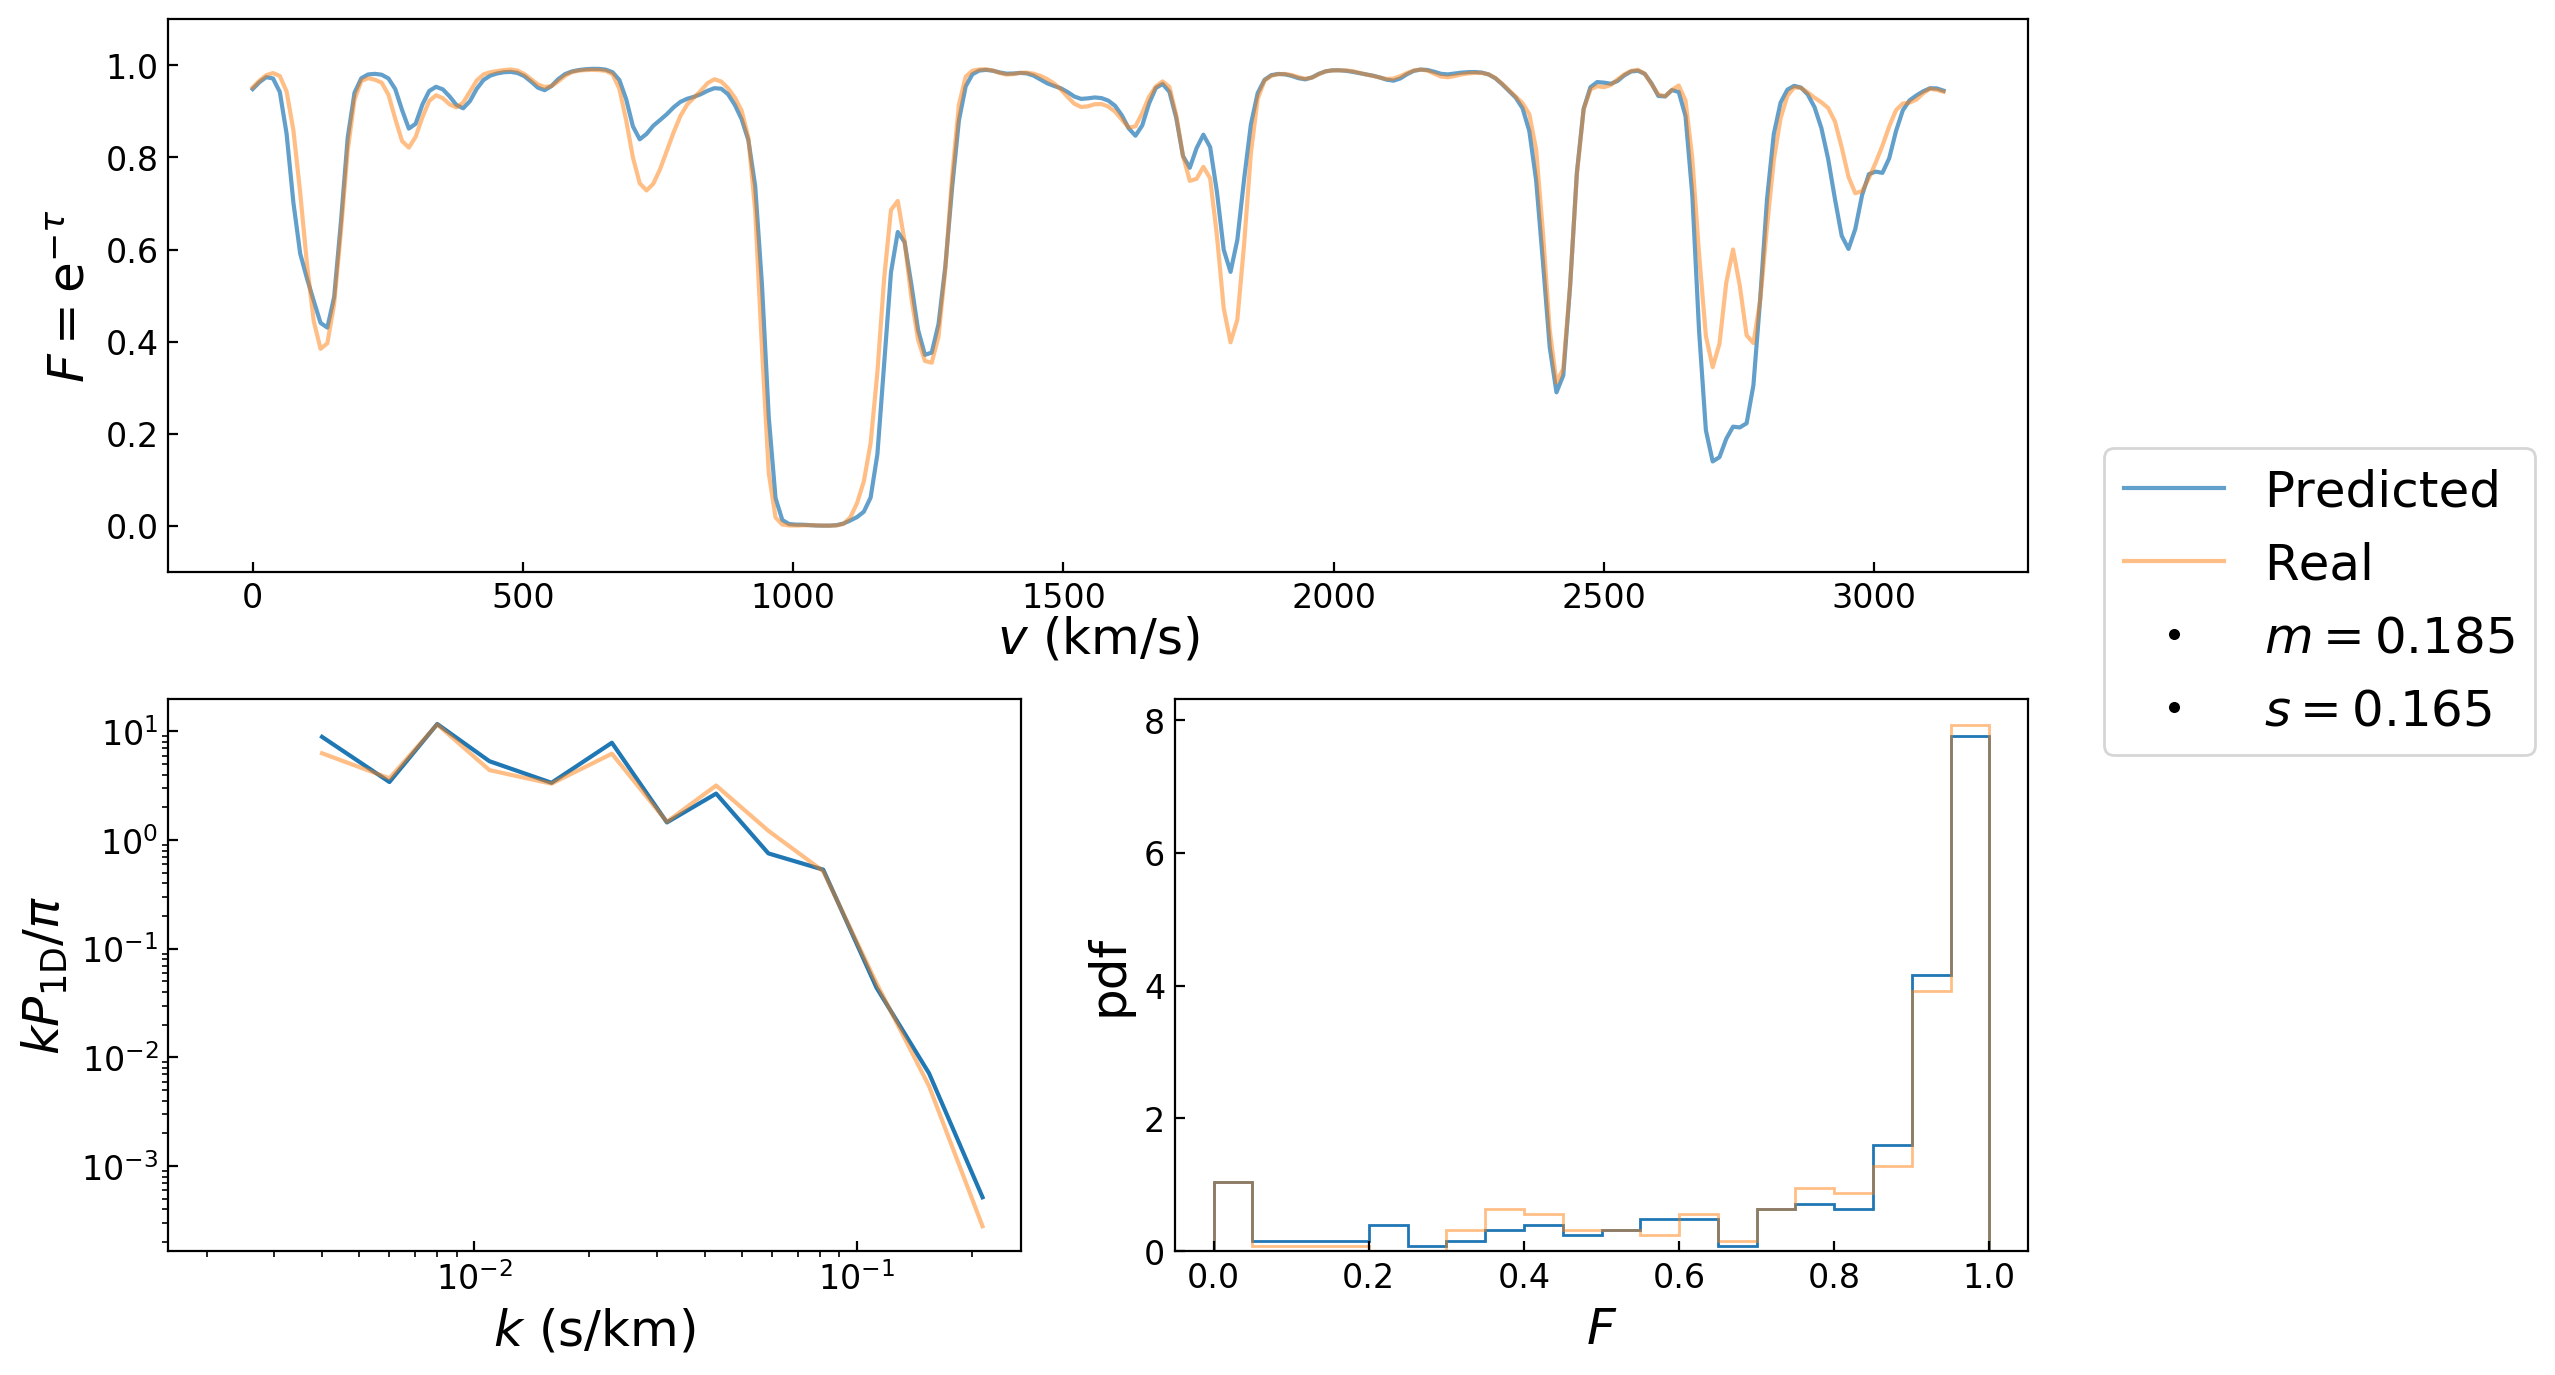 1.0
0.8
0.6
0.4
0.2
0.0
F = e^{-τ}
0 500 1000 1500 2000 2500 3000
v (km/s)
Predicted
Real
m = 0.185
s = 0.165
10^1
10^0
10^{-1}
10^{-2}
10^{-3}
kP_{1D}/π
10^{-2} 10^{-1}
k (s/km)
8
6
4
2
0
pdf
0.0 0.2 0.4 0.6 0.8 1.0
F